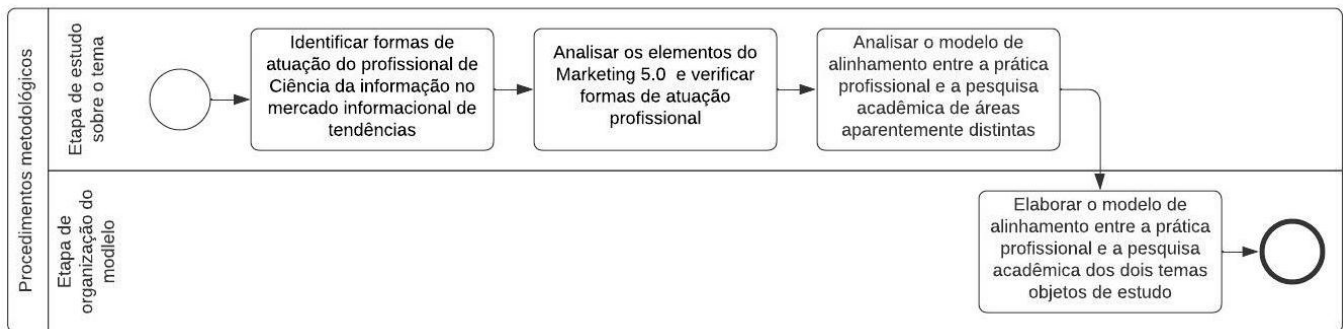 Procedimentos metodológicos
Etapa de estudo
sobre o tema
Identificar formas de
atuação do profissional de
Ciência da informação no
mercado informacional de
tendências
Analisar os elementos do
Marketing 5.0 e verificar
formas de atuação
profissional
Analisar o modelo de
alinhamento entre a prática
profissional e a pesquisa
acadêmica de áreas
aparentemente distintas
Etapa de
organização do
modlelo
Elaborar o modelo de
alinhamento entre a prática
profissional e a pesquisa
acadêmica dos dois temas
objetos de estudo